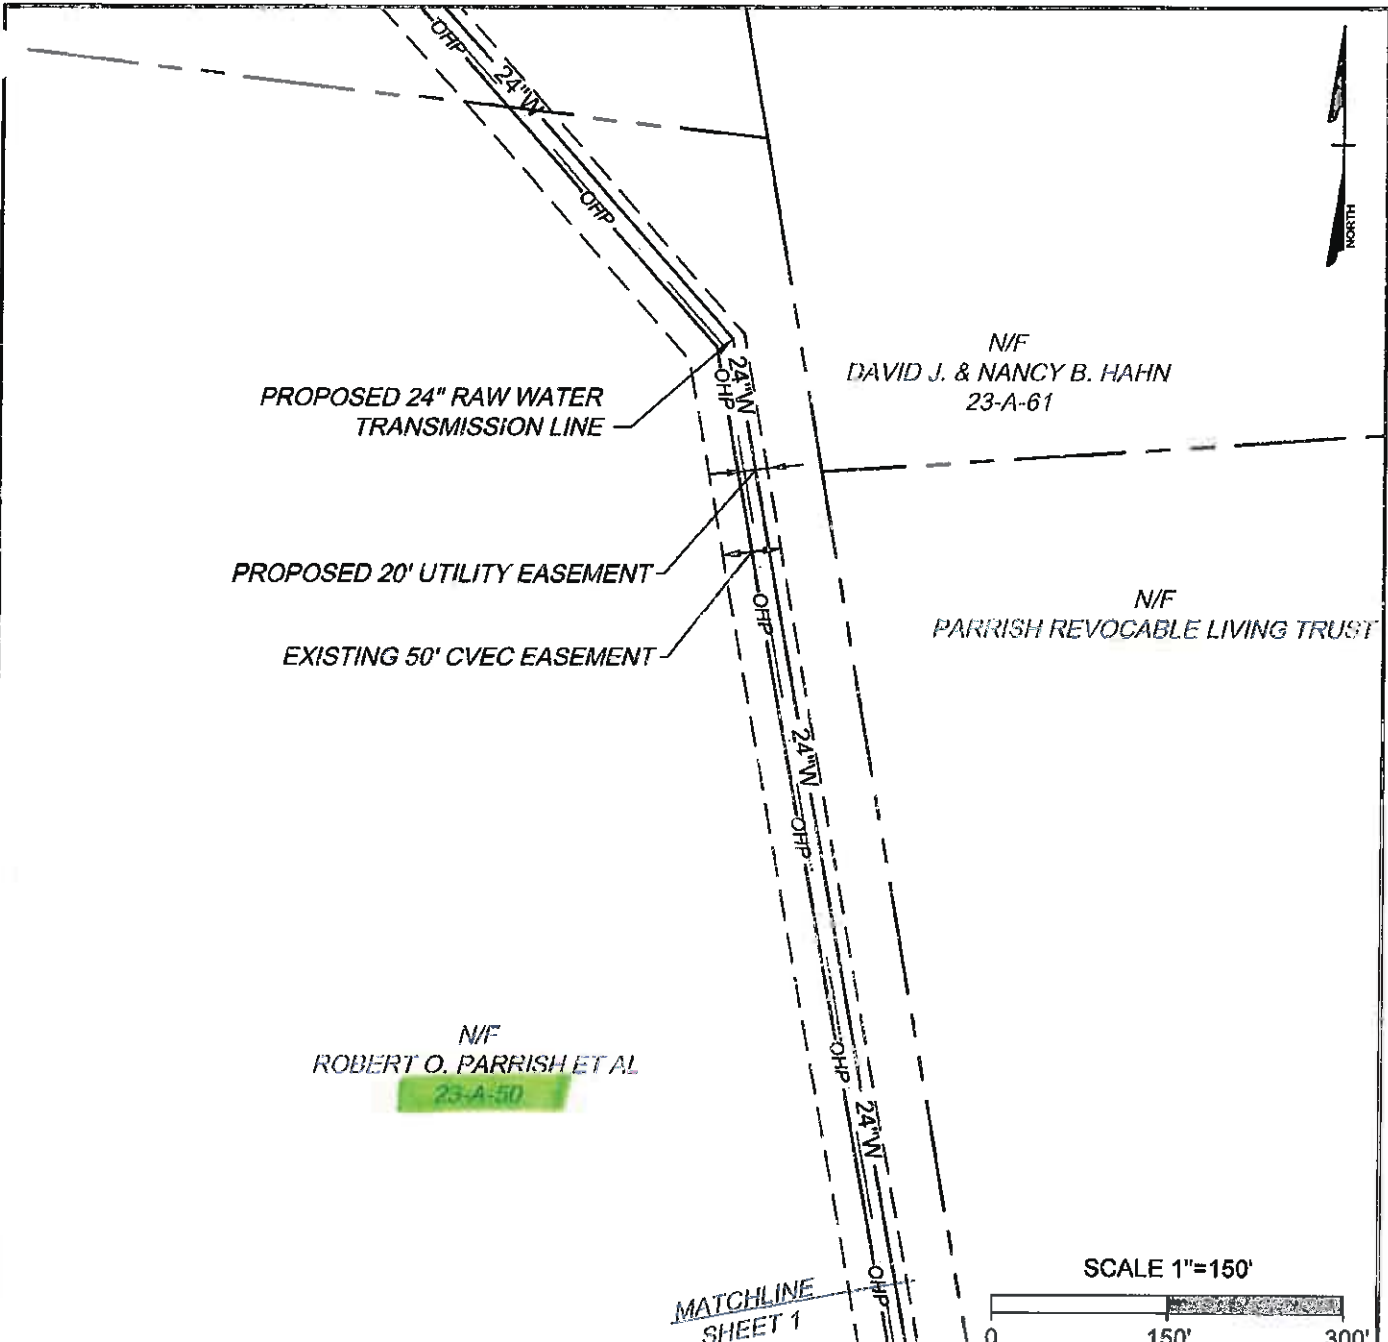 OHP
24"W
OHP
NORTH
N/F
DAVID J. & NANCY B. HAHN
23-A-61
PROPOSED 24" RAW WATER
TRANSMISSION LINE
24"W
OHP
PROPOSED 20' UTILITY EASEMENT
N/F
PARRISH REVOCABLE LIVING TRUST
OHP
EXISTING 50' CVEC EASEMENT
24"W
OHP
N/F
ROBERT O. PARRISH ET AL
23-A-50
OHP
24"W
OHP
MATCHLINE
SHEET 1
SCALE 1"=150'
0 150' 300'